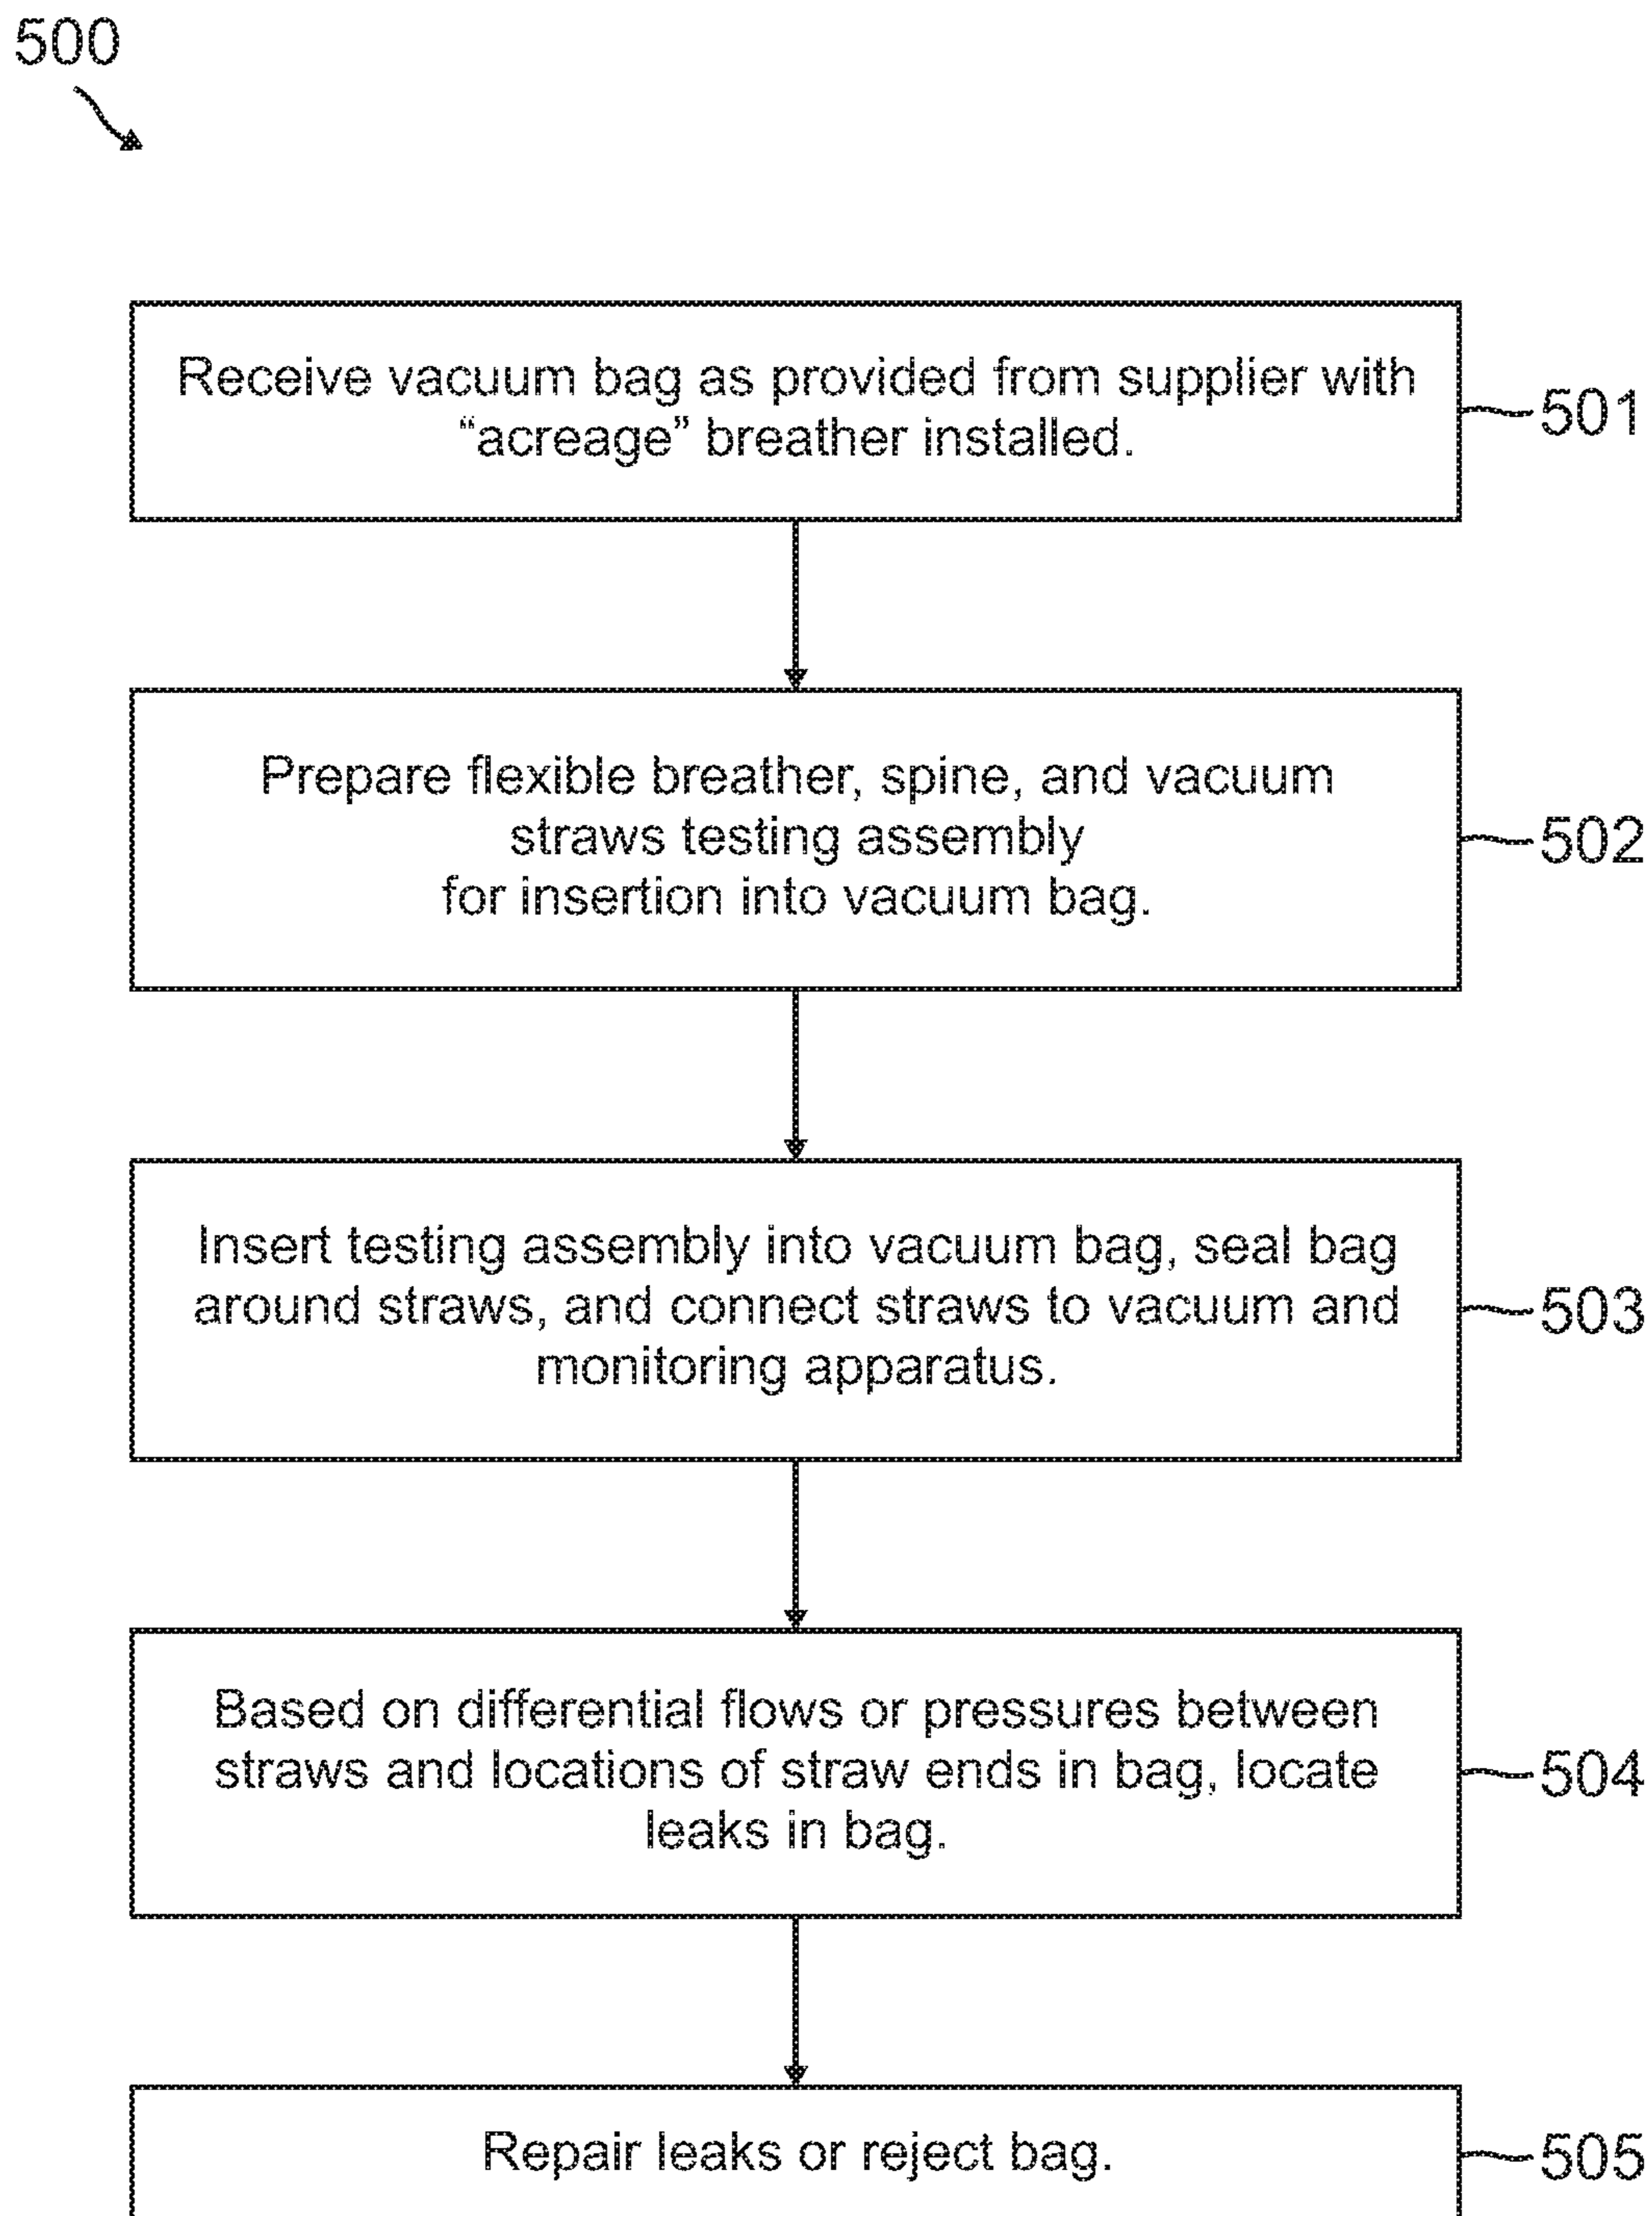 500
Receive vacuum bag as provided from supplier with
“acreage” breather installed.
501
Prepare flexible breather, spine, and vacuum
straws testing assembly
for insertion into vacuum bag.
502
Insert testing assembly into vacuum bag, seal bag
around straws, and connect straws to vacuum and
monitoring apparatus.
503
Based on differential flows or pressures between
straws and locations of straw ends in bag, locate
leaks in bag.
504
Repair leaks or reject bag.
505